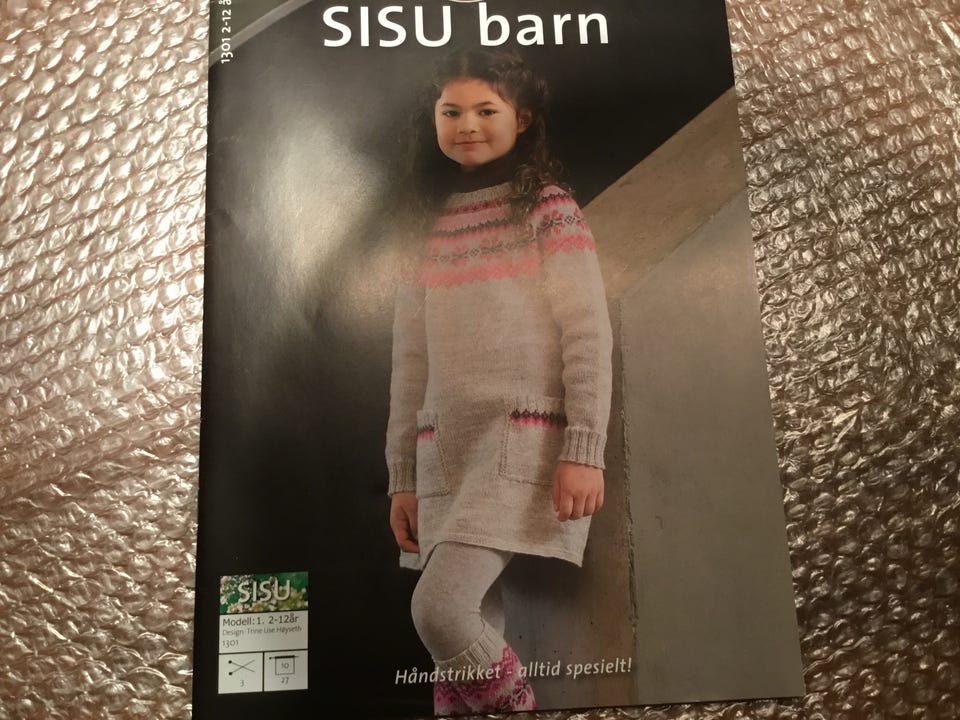 1301 2-12 å
SISU barn
SISU
Modell:1. 2-12år
Design: Trine Lise Høyseth
1301
3
10
27
Håndstrikket - alltid spesielt!